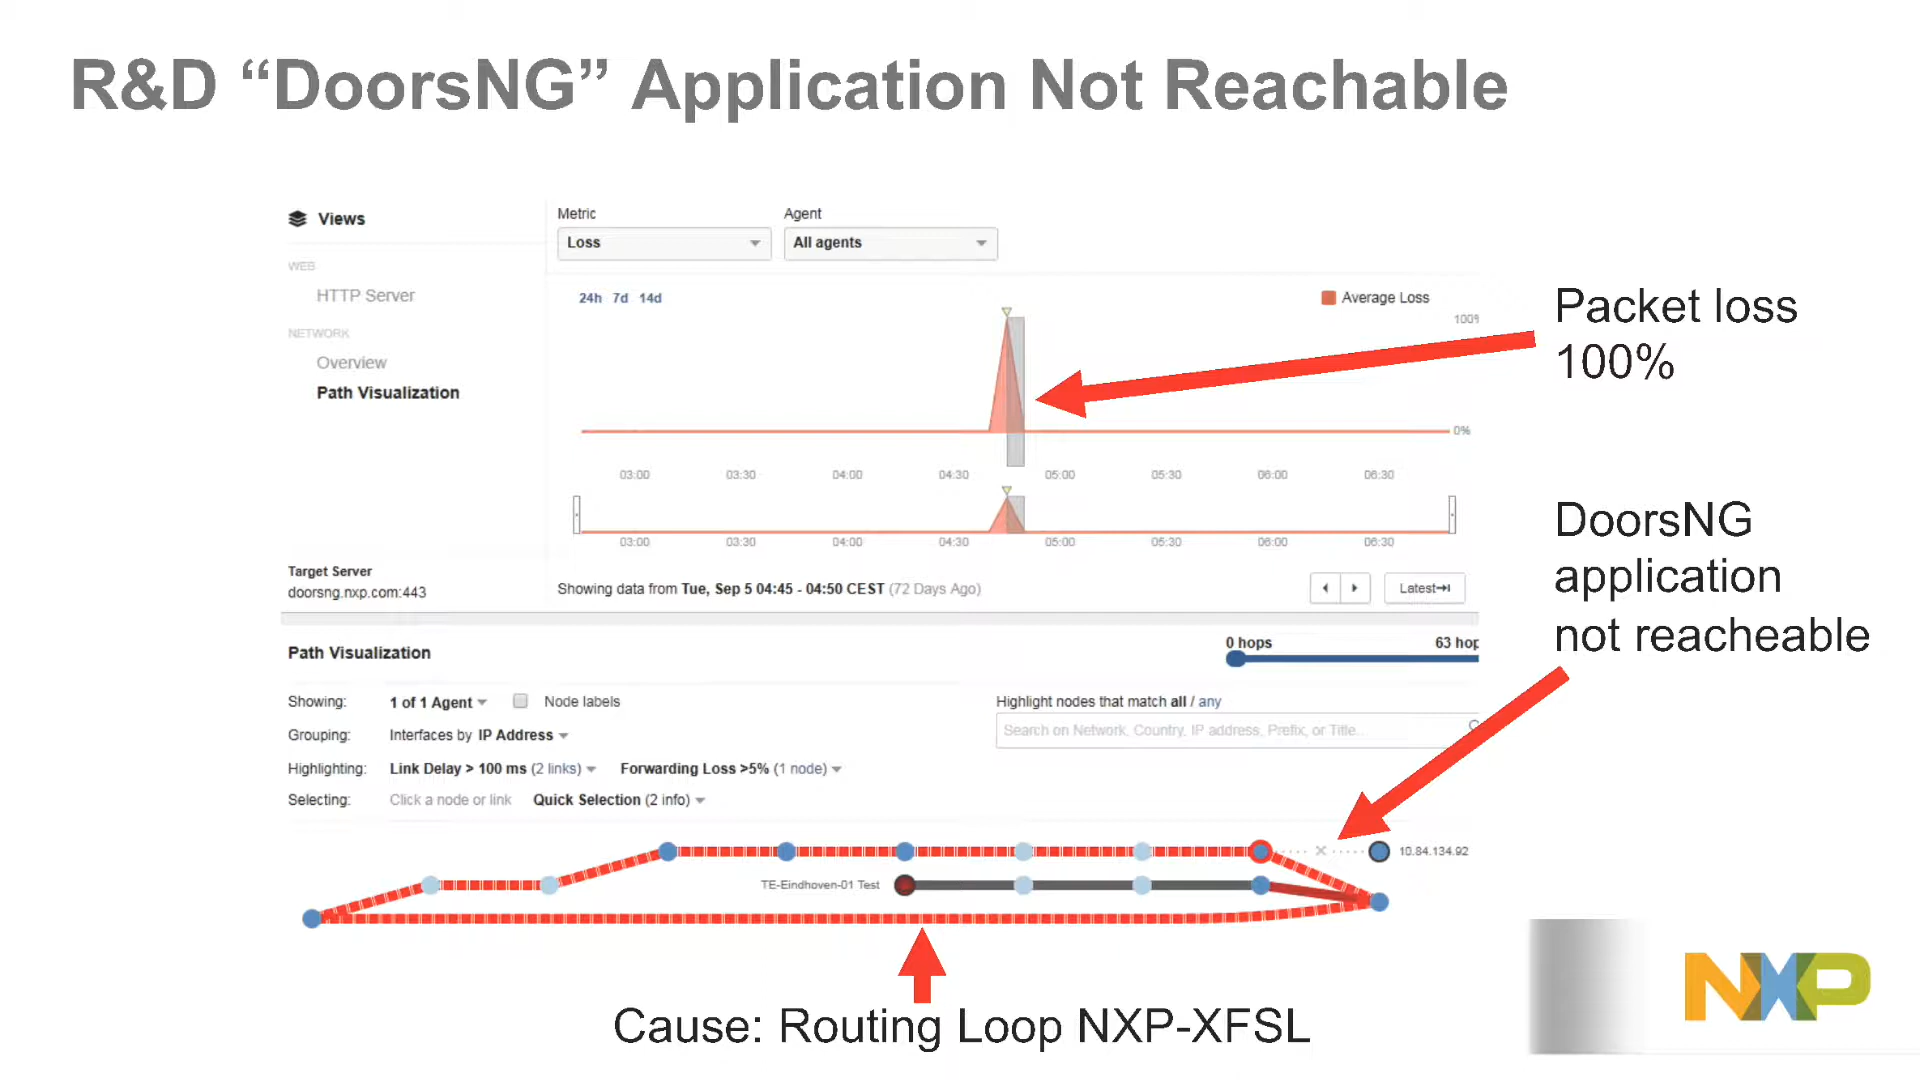 R&D “DoorsNG” Application Not Reachable
Views
WEB
HTTP Server
NETWORK
Overview
Path Visualization
Target Server
doorsng.nxp.com:443
Metric
Agent
Loss
All agents
24h 7d 14d
Average Loss
100%
0%
03:00 03:30 04:00 04:30 05:00 05:30 06:00 06:30
03:00 03:30 04:00 04:30 05:00 05:30 06:00 06:30
Showing data from Tue, Sep 5 04:45 - 04:50 CEST (72 Days Ago)
Latest
Packet loss
100%
DoorsNG
application
not reacheable
Path Visualization
0 hops
63 hop
Showing: 1 of 1 Agent Node labels
Grouping: Interfaces by IP Address
Highlighting: Link Delay > 100 ms (2 links) Forwarding Loss >5% (1 node)
Selecting: Click a node or link Quick Selection (2 info)
Highlight nodes that match all / any
Search on Network, Country, IP address, Prefix, or Title..
10.84.134.92
TE-Eindhoven-01 Test
Cause: Routing Loop NXP-XFSL
NXP